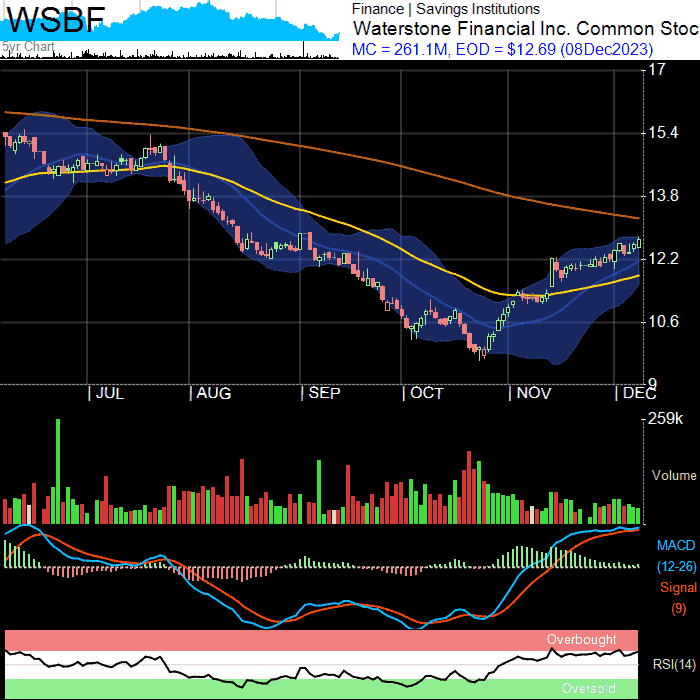 WSBF
5yr Chart
Finance | Savings Institutions
Waterstone Financial Inc. Common Stoc
MC = 261.1M, EOD = $12.69 (08Dec2023)
17
15.4
13.8
12.2
10.6
9
| JUL | AUG | SEP | OCT | NOV | DEC
259k
Volume
MACD
(12-26)
Signal
(9)
Overbought
RSI(14)
Oversold